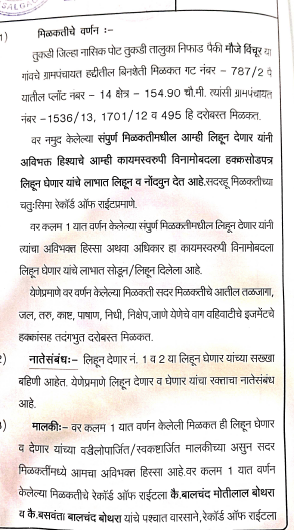 1) मिळकतीचे वर्णन :–
तुकडी जिल्हा नासिक पोट तुकडी तालुका निफाड पैकी मौजे विंचूर या
गांवचे ग्रामपंचायत हद्दीतील बिनशेती मिळकत गट नंबर – 787/2 पै
यातील प्लॉट नबर – 14 क्षेत्र – 154.90 चौ.मी. त्यांसी ग्रामपंचायत
नंबर –1536/13, 1701/12 व 495 हि दरोबस्त मिळकत.
वर नमुद केलेल्या संपुर्ण मिळकतीमधील आम्ही लिहून देणार यांनी
अविभक्त हिश्याचे आम्ही कायमस्वरुपी विनामोबदला हक्कसोडपत्र
लिहून घेणार यांचे लाभात लिहून व नोंदवुन देत आहे.सदरहू मिळकतीच्या
चतु:सिमा रेकॉर्ड ऑफ राईटप्रमाणे.
वर कलम 1 यात वर्णन केलेल्या संपुर्ण मिळकतीमधील लिहून देणार यांनी
त्यांचा अविभक्त हिस्सा अथवा अधिकार हा कायमस्वरुपी विनामोबदला
लिहून घेणार यांचे लाभात सोडून/लिहून दिलेला आहे.
येणेप्रमाणे वर वर्णन केलेल्या मिळकती सदर मिळकतीचे आतील तळजागा,
जल, तरु, काष्ट, पाषाण, निधी, निक्षेप,जाणे येणेचे वाग वहिवाटीचे इजमेंटचे
हक्कांसह तदंगभुत दरोबस्त मिळकत.
2) नातेसंबंध:– लिहून देणार नं. 1 व 2 या लिहून घेणार यांच्या सख्खा
बहिणी आहेत. येणेप्रमाणे लिहून देणार व घेणार यांचा रक्ताचा नातेसंबंध
आहे.
3) मालकी:– वर कलम 1 यात वर्णन केलेली मिळकत ही लिहून घेणार
व देणार यांच्या वडीलोपार्जित/स्वकष्टार्जित मालकीच्या असुन सदर
मिळकतींमध्ये आमचा अविभक्त हिस्सा आहे.वर कलम 1 यात वर्णन
केलेल्या मिळकतीचे रेकॉर्ड ऑफ राईटला कै.बालचंद मोतीलाल बोथरा
व कै.बसवंता बालचंद बोथरा यांचे पश्चात वारसाने, रेकॉर्ड ऑफ राईटला